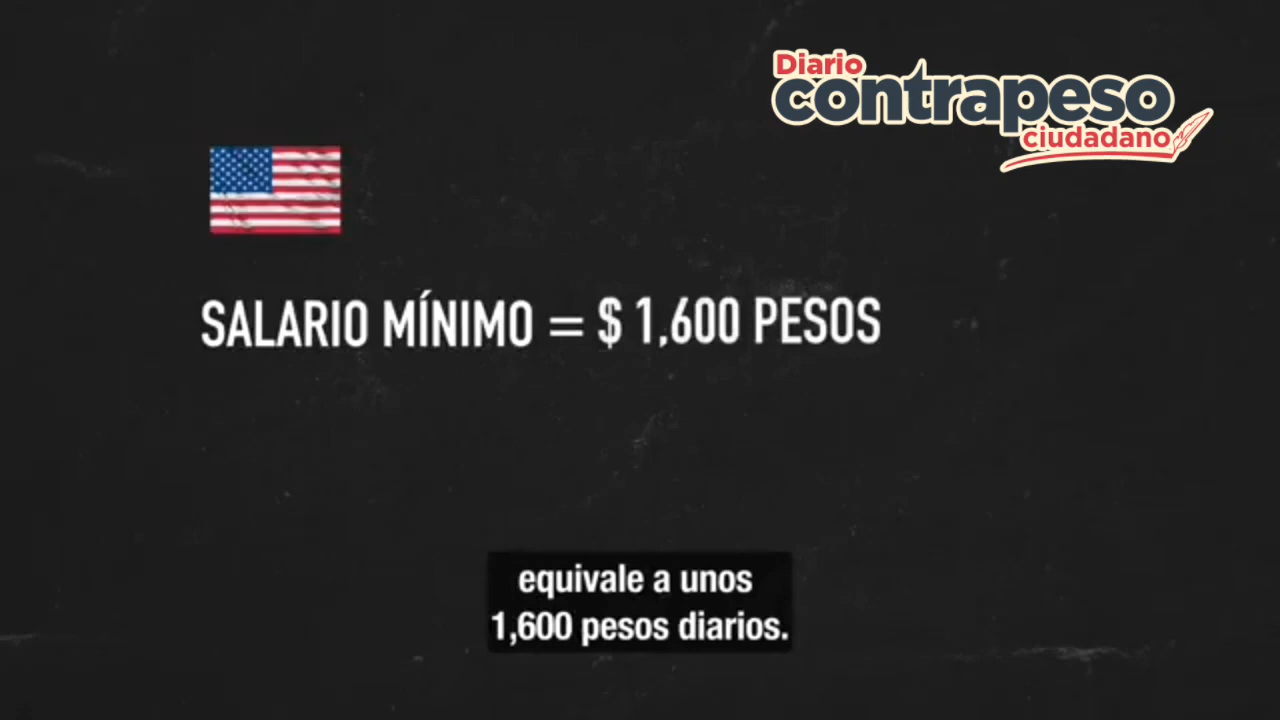 Diario
contrapeso
ciudadano
SALARIO MÍNIMO = $ 1,600 PESOS
equivale a unos
1,600 pesos diarios.